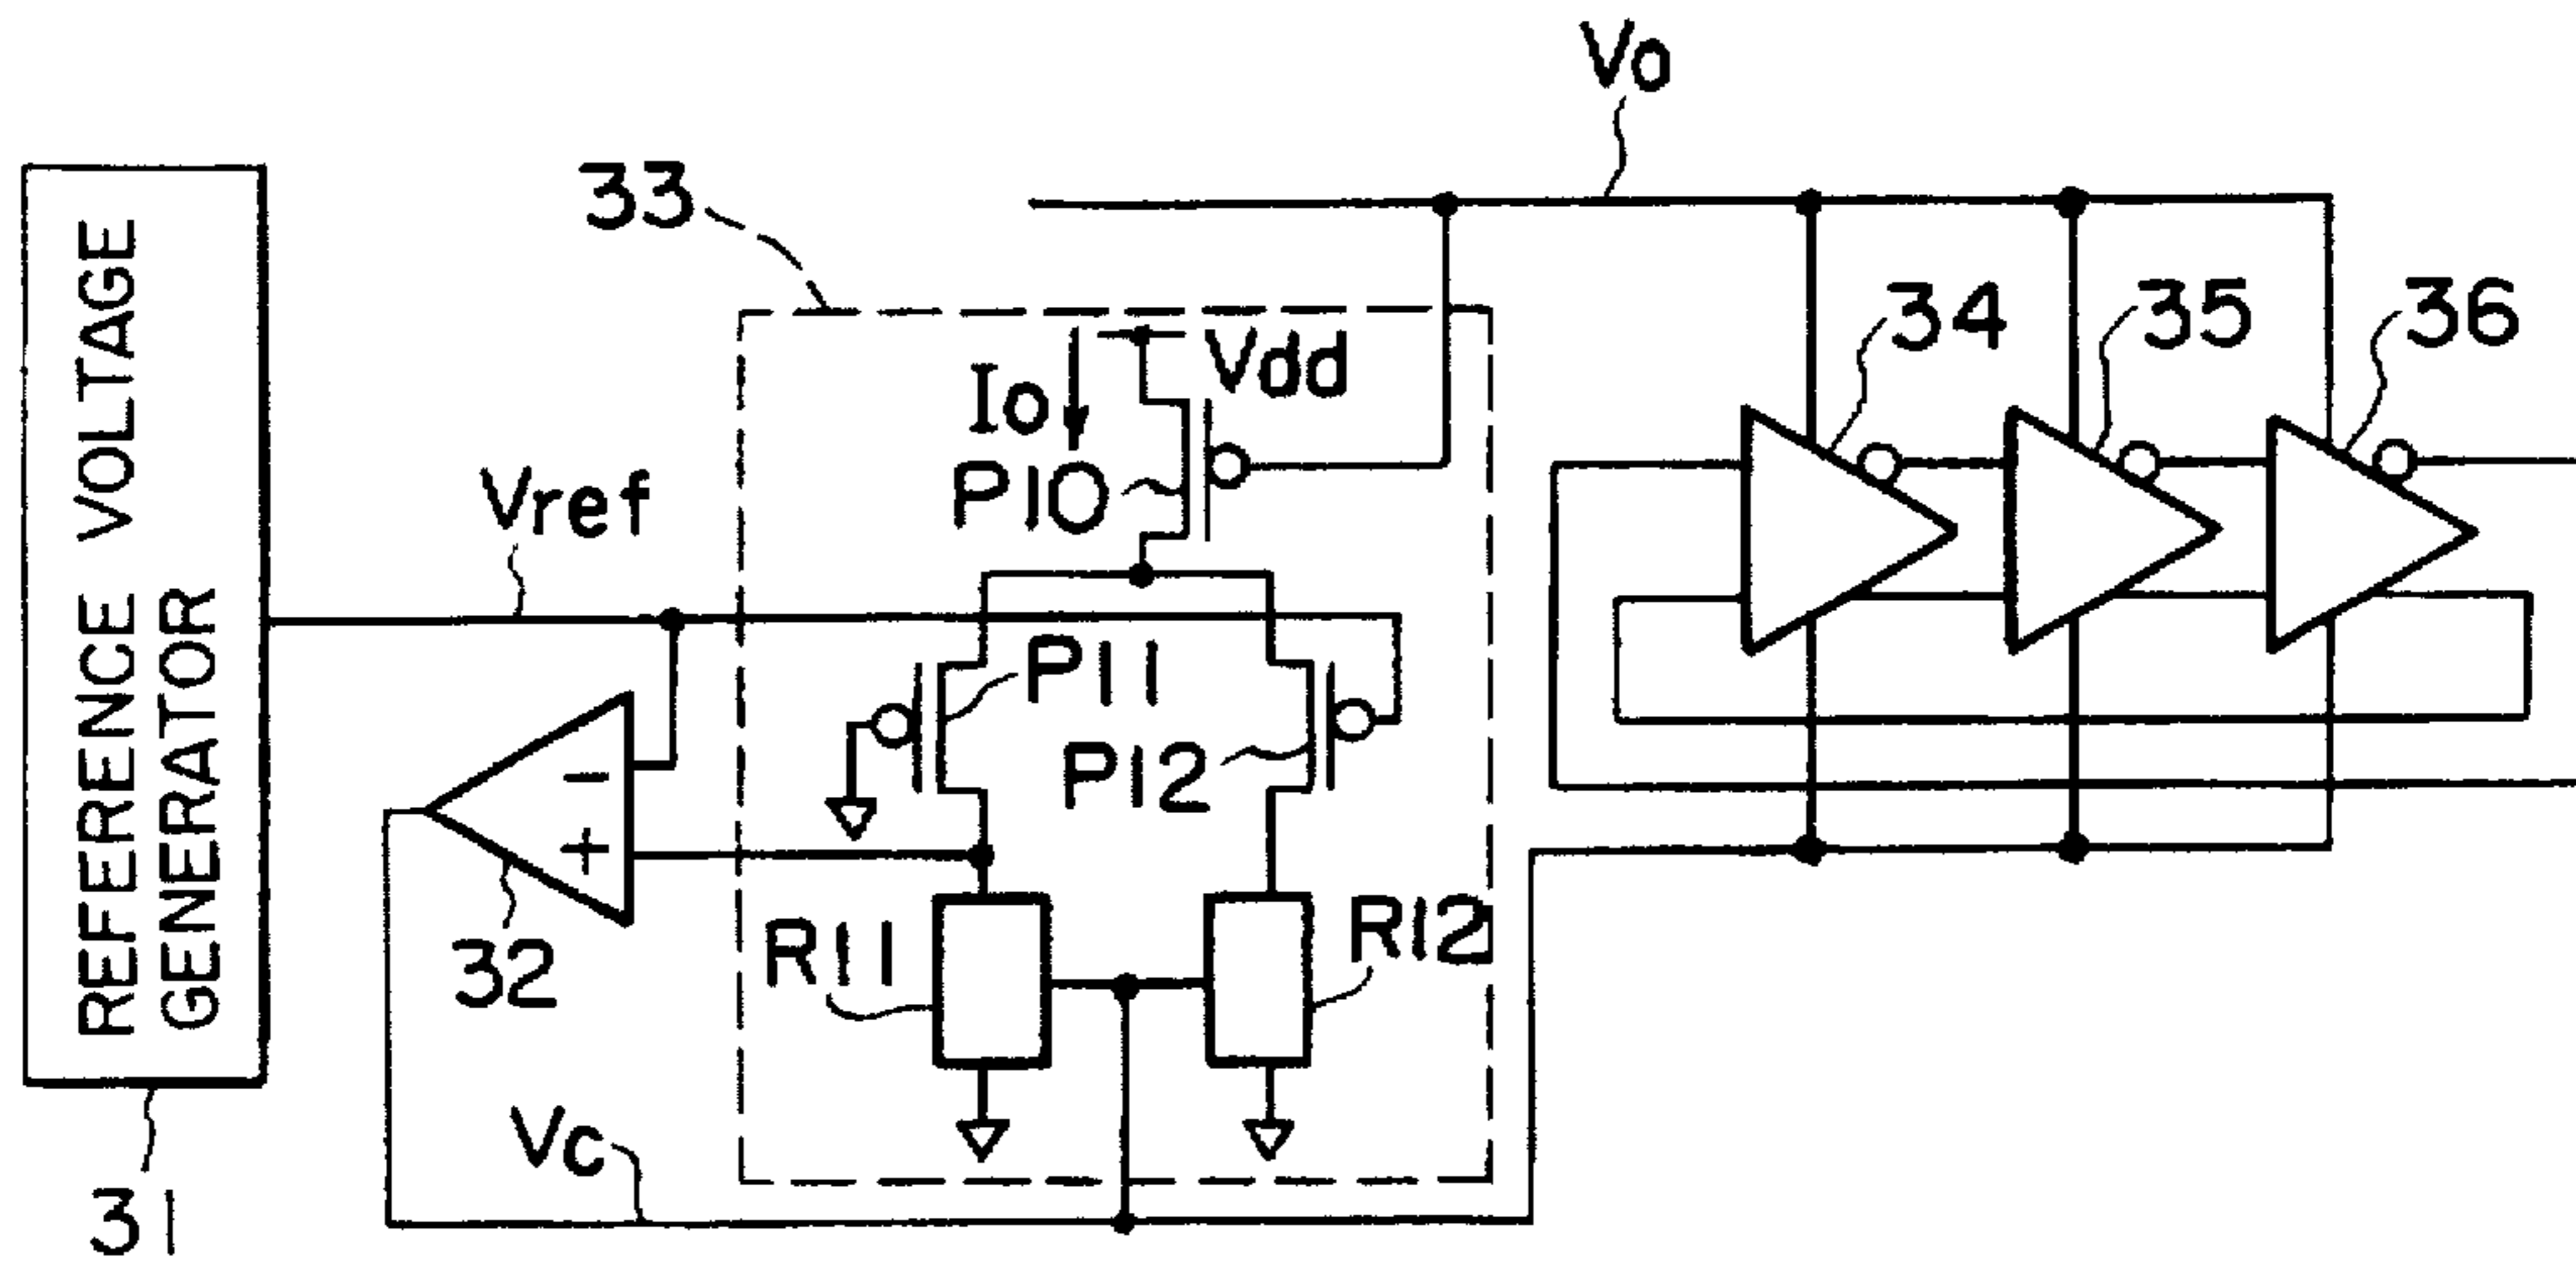 Vo
33
REFERENCE VOLTAGE
GENERATOR
Vdd
Io
34
35
36
P10
Vref
P11
P12
−
+
32
R11
R12
Vc
31